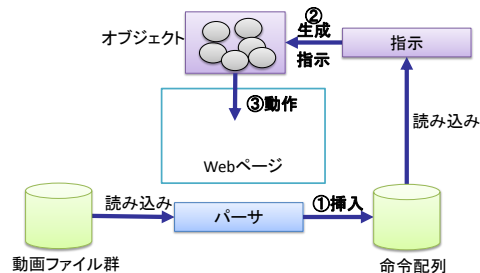 ②
生成
オブジェクト
指示
指示
③動作
読み込み
Webページ
読み込み
①挿入
パーサ
動画ファイル群
命令配列